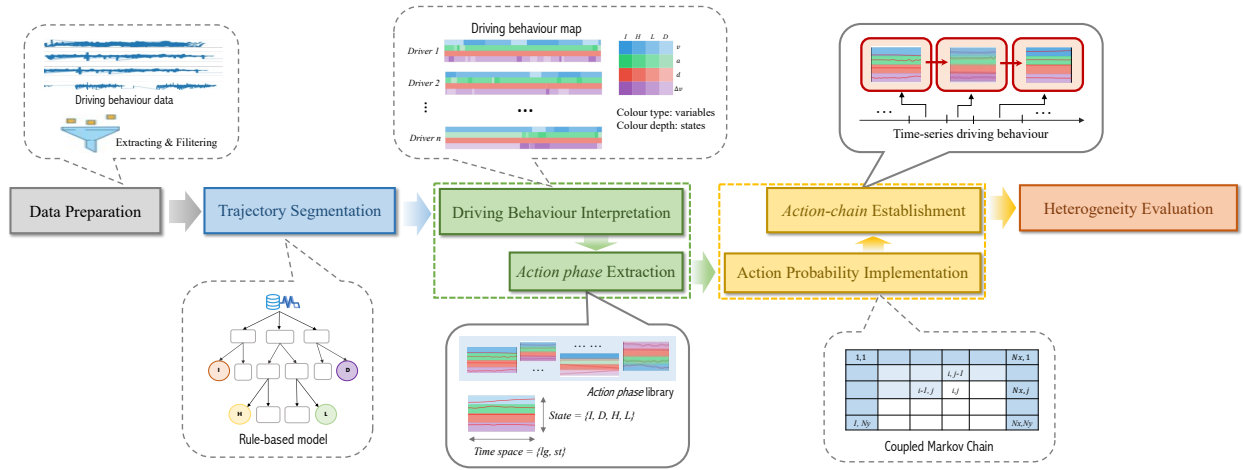 Driving behaviour data
Extracting & Filitering
Driving behaviour map
Driver 1
Driver 2
⋮
...
Driver n
I H L D
v
a
d
Δv
Colour type: variables
Colour depth: states
... ...
Time-series driving behaviour
Data Preparation
Trajectory Segmentation
Driving Behaviour Interpretation
Action phase Extraction
Action-chain Establishment
Action Probability Implementation
Heterogeneity Evaluation
I
D
H
L
Rule-based model
... ...
... ...
Action phase library
State = {I, D, H, L}
Time space = {lg, st}
1,1 Nx, 1
i, j-1
i-1, j i,j Nx, j
1, Ny Nx,Ny
Coupled Markov Chain